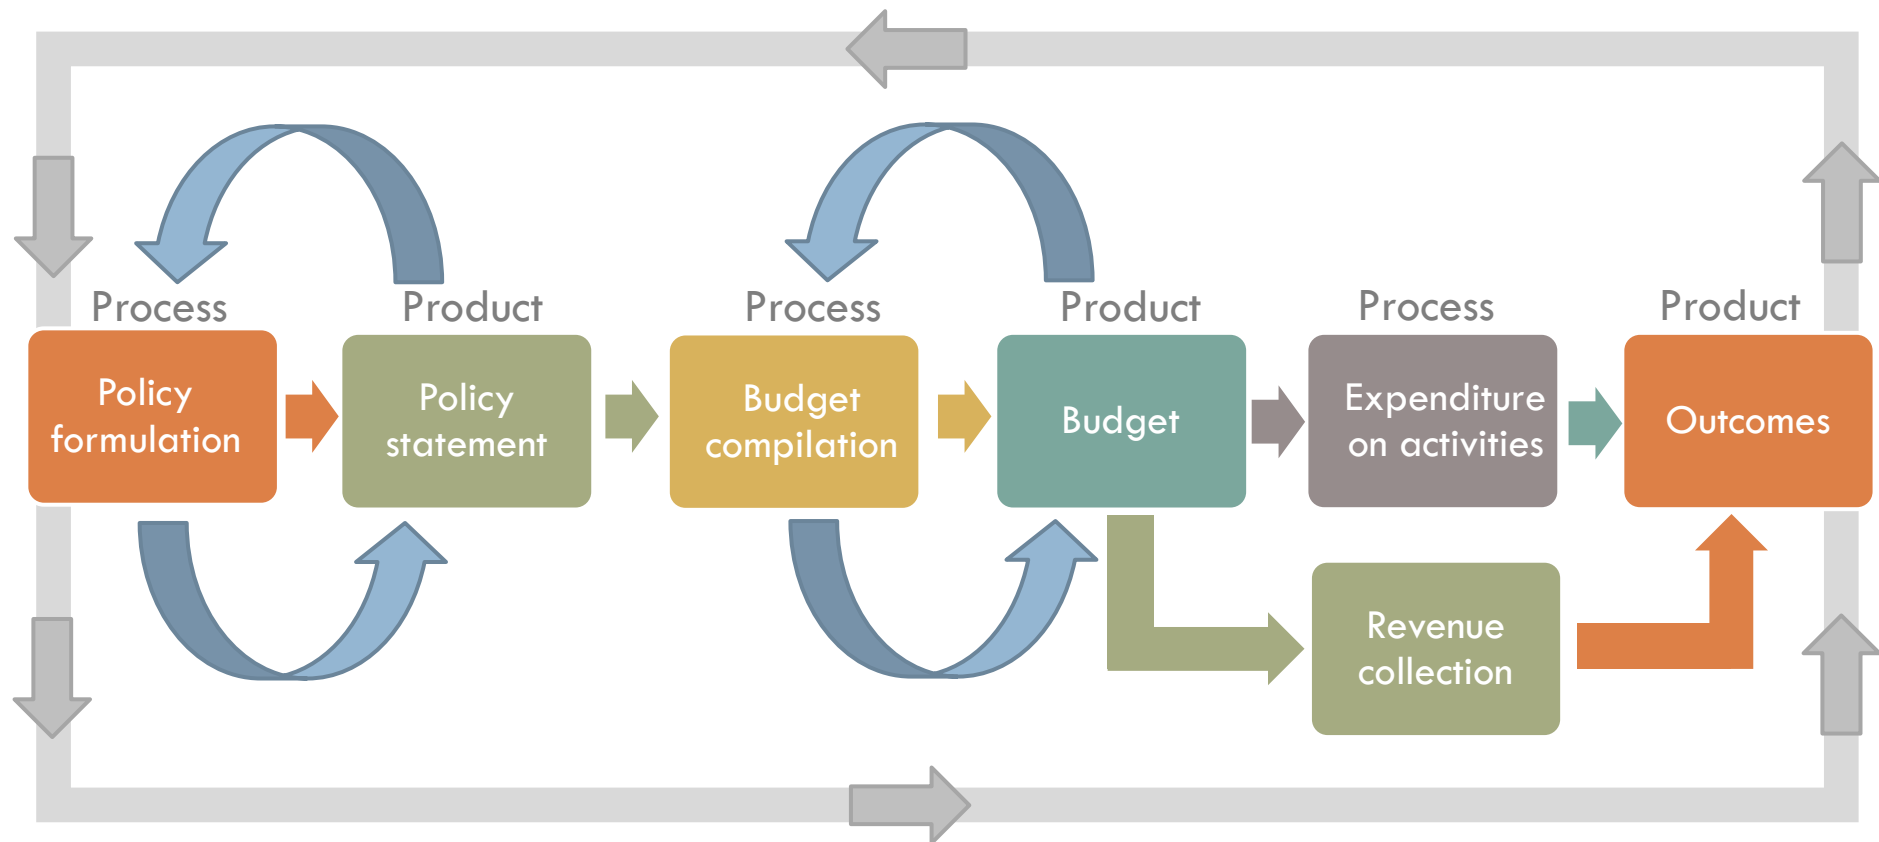 Process
Product
Process
Product
Process
Product
Policy
formulation
Policy
statement
Budget
compilation
Budget
Expenditure
on activities
Outcomes
Revenue
collection